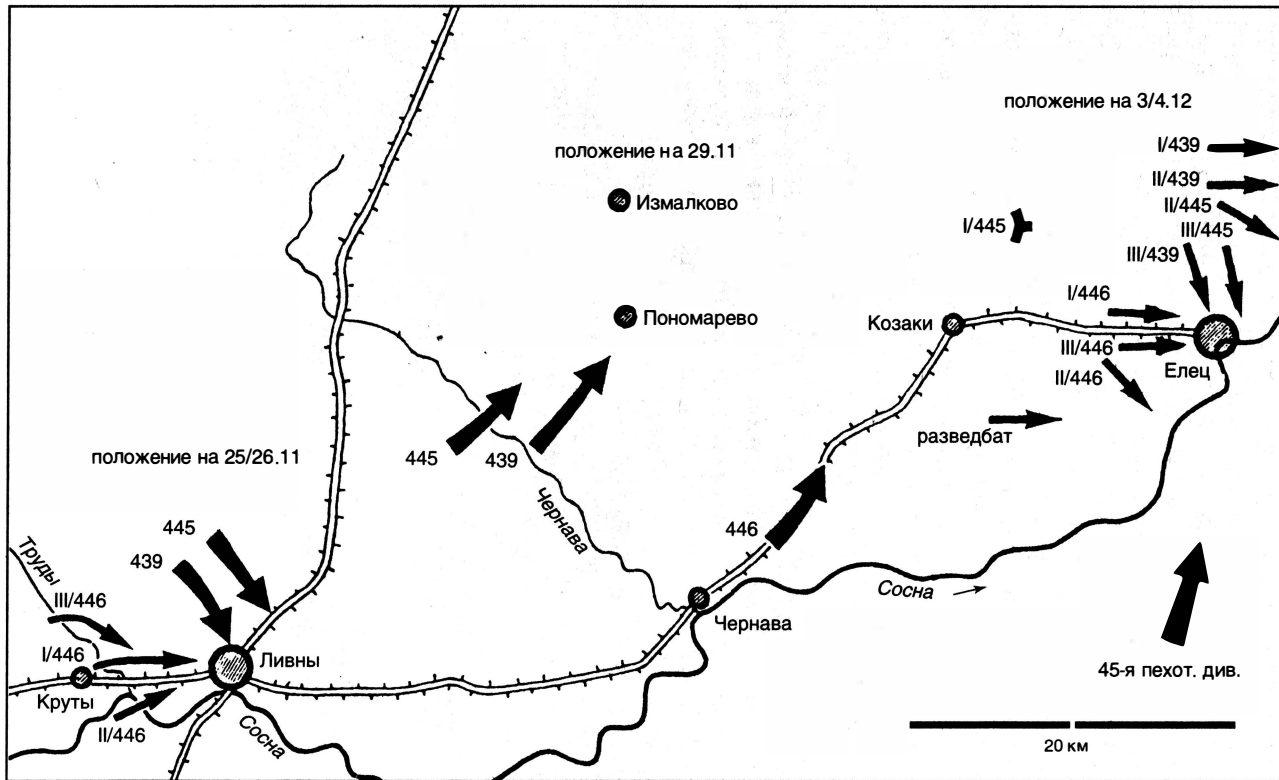 положение на 3/4.12
I/439
положение на 29.11
II/439
Измалково
II/445
I/445
III/445
III/439
I/446
Пономарево
Козаки
III/446
Елец
II/446
разведбат
445
439
положение на 25/26.11
Чернава
445
446
439
Труды
Сосна
III/446
Чернава
I/446
Ливны
45-я пехот. див.
Круты
II/446
Сосна
20 км